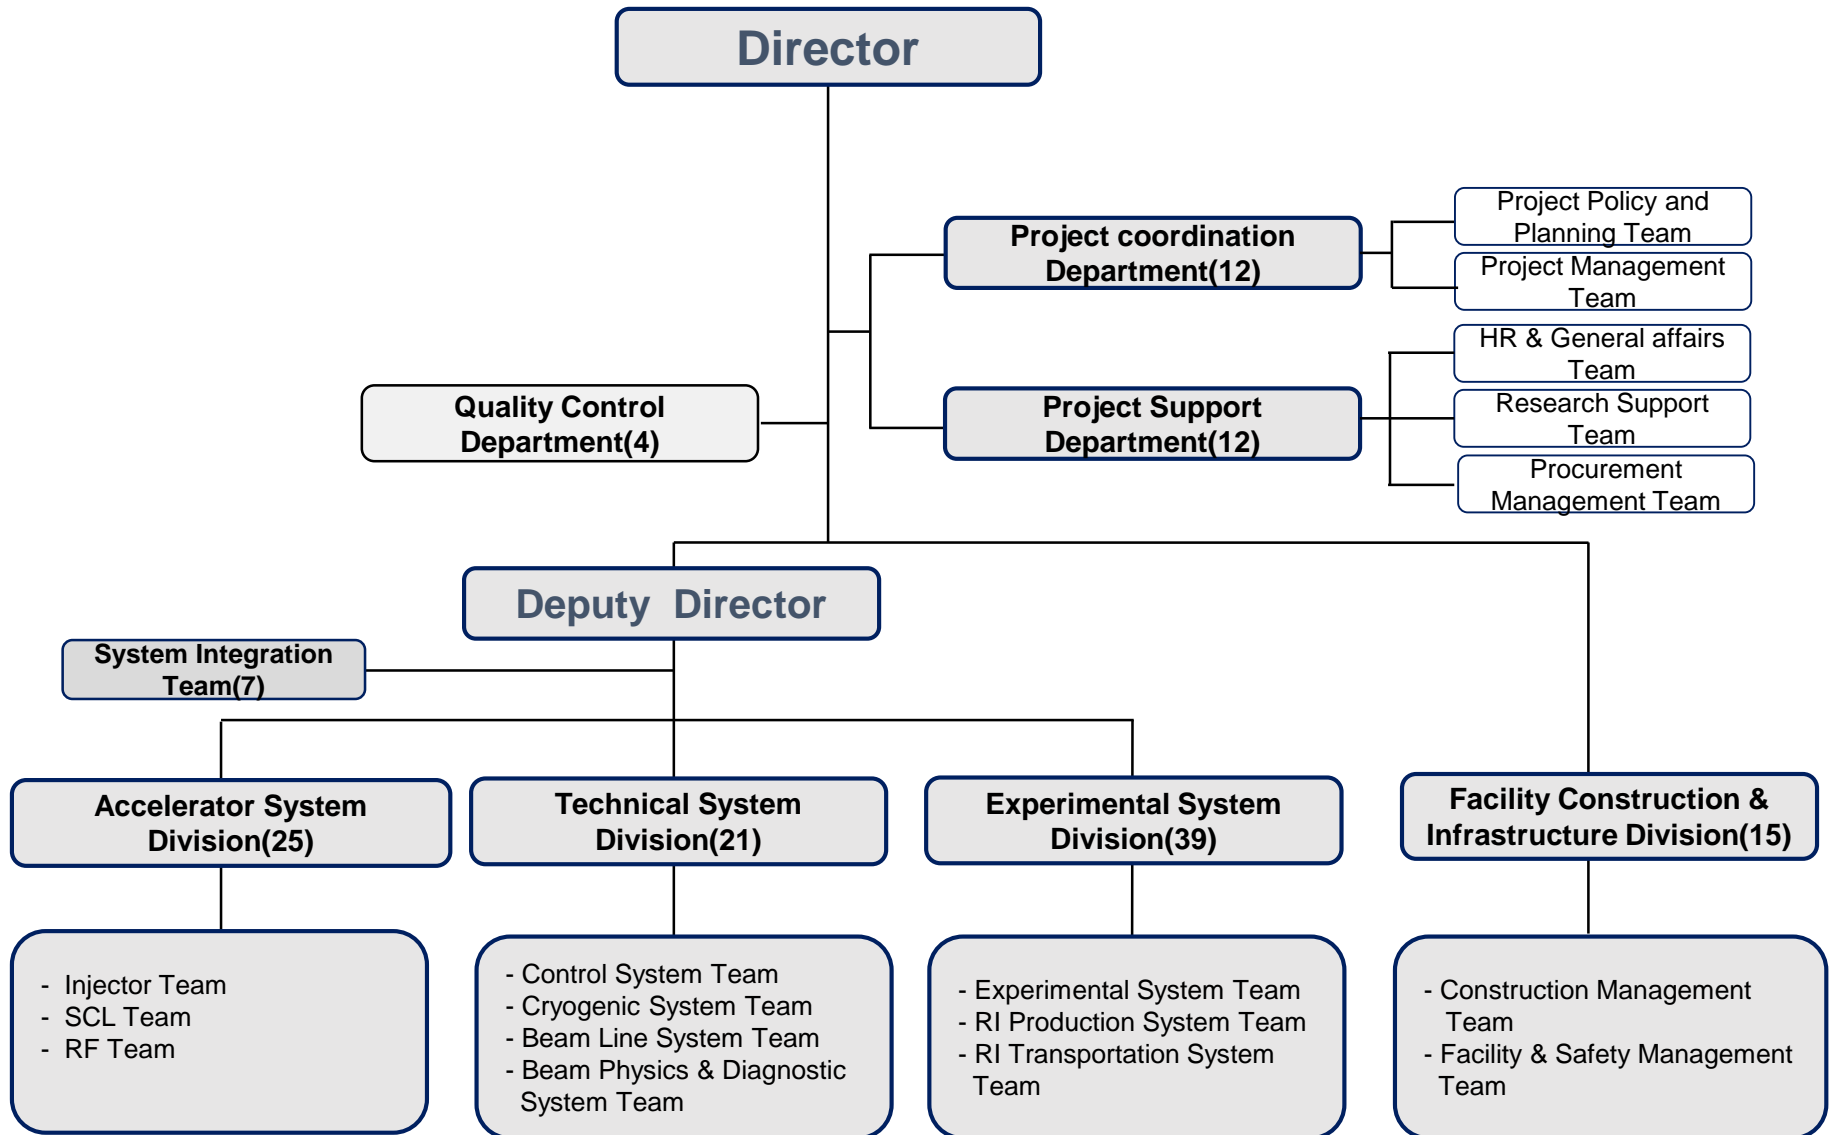 Director
Project coordination
Department(12)
Project Policy and
Planning Team
Project Management
Team
Quality Control
Department(4)
Project Support
Department(12)
HR & General affairs
Team
Research Support
Team
Procurement
Management Team
Deputy Director
System Integration
Team(7)
Accelerator System
Division(25)
- Injector Team
- SCL Team
- RF Team
Technical System
Division(21)
- Control System Team
- Cryogenic System Team
- Beam Line System Team
- Beam Physics & Diagnostic
System Team
Experimental System
Division(39)
- Experimental System Team
- RI Production System Team
- RI Transportation System
Team
Facility Construction &
Infrastructure Division(15)
- Construction Management
Team
- Facility & Safety Management
Team